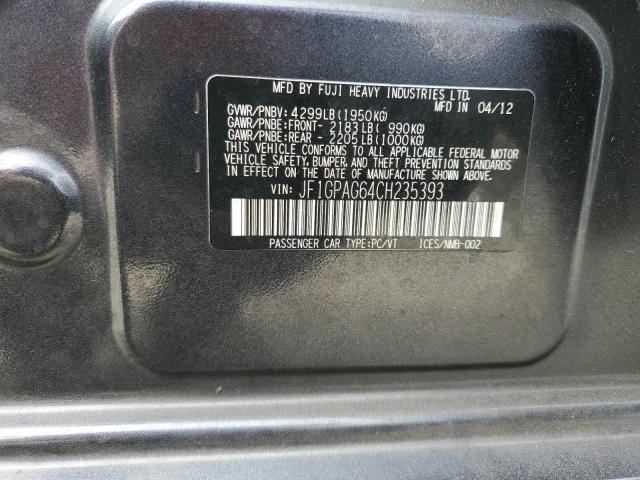 MFD BY FUJI HEAVY INDUSTRIES LTD.
MFD IN 04/12
GVWR/PNBV: 4299LB(1950KG)
GAWR/PNBE:FRONT- 2183LB( 990KG)
GAWR/PNBE:REAR - 2205LB(1000KG)
THIS VEHICLE CONFORMS TO ALL APPLICABLE FEDERAL MOTOR
VEHICLE SAFETY, BUMPER, AND THEFT PREVENTION STANDARDS
IN EFFECT ON THE DATE OF MANUFACTURE SHOWN ABOVE.
VIN: JF1GPAG64CH235393
PASSENGER CAR TYPE:PC/VT ICES/NMB-002